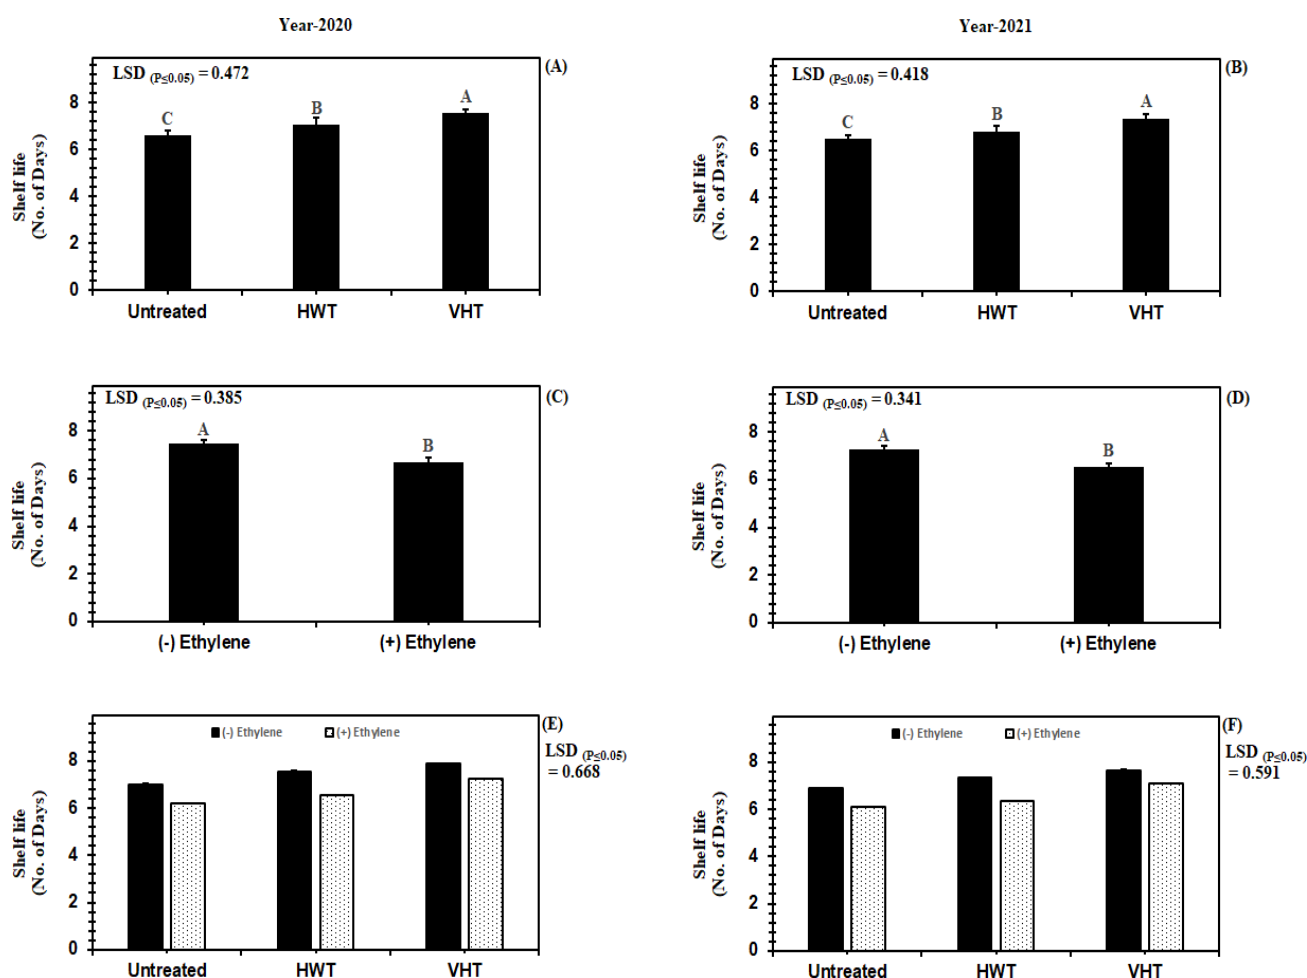 Year-2020
Year-2021
LSD (P≤0.05) = 0.472
(A)
Shelf life
(No. of Days)
8
6
4
2
0
C
B
A
Untreated
HWT
VHT
LSD (P≤0.05) = 0.418
(B)
Shelf life
(No. of Days)
8
6
4
2
0
C
B
A
Untreated
HWT
VHT
LSD (P≤0.05) = 0.385
(C)
Shelf life
(No. of Days)
8
6
4
2
0
A
B
(-) Ethylene
(+) Ethylene
LSD (P≤0.05) = 0.341
(D)
Shelf life
(No. of Days)
8
6
4
2
0
A
B
(-) Ethylene
(+) Ethylene
(-) Ethylene
(+) Ethylene
(E)
LSD (P≤0.05)
= 0.668
Shelf life
(No. of Days)
8
6
4
2
0
Untreated
HWT
VHT
(-) Ethylene
(+) Ethylene
(F)
LSD (P≤0.05)
= 0.591
Shelf life
(No. of Days)
8
6
4
2
0
Untreated
HWT
VHT